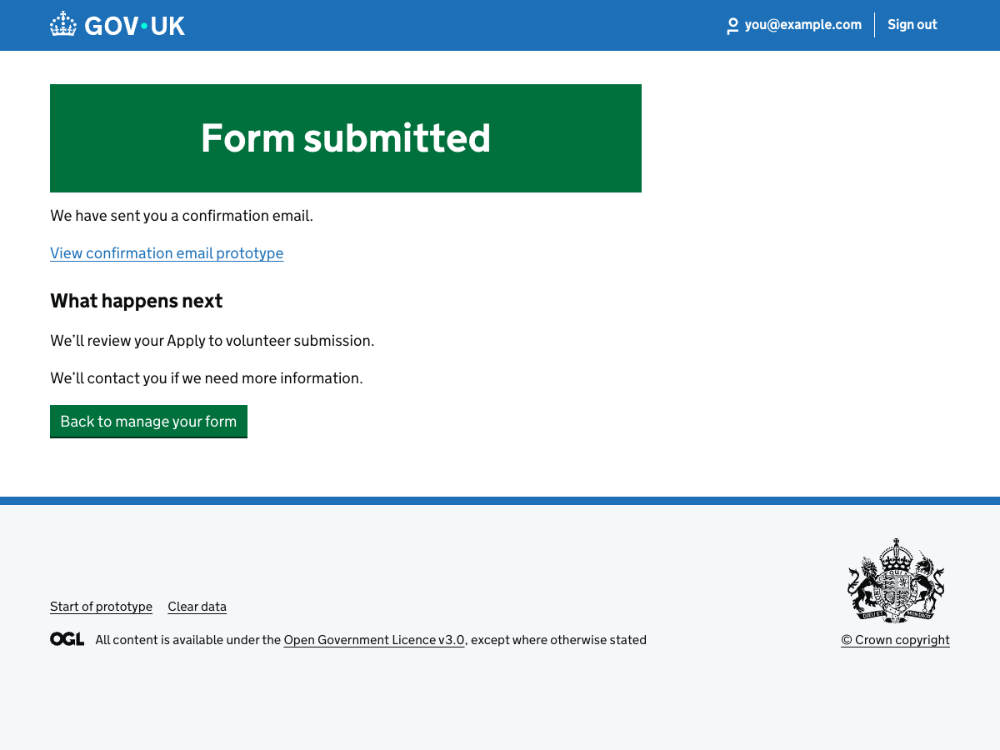 GOV•UK
you@example.com
Sign out
Form submitted
We have sent you a confirmation email.
View confirmation email prototype
What happens next
We’ll review your Apply to volunteer submission.
We’ll contact you if we need more information.
Back to manage your form
Start of prototype
Clear data
OGL All content is available under the Open Government Licence v3.0, except where otherwise stated
© Crown copyright